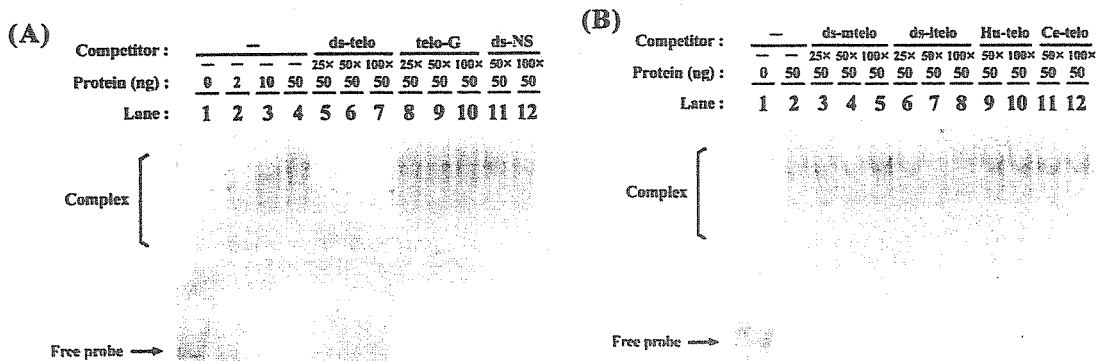 (A)
Competitor : — ds-telo telo-G ds-NS
— — — — 25× 50× 100× 25× 50× 100× 50× 100×
Protein (ng) : 0 2 10 50 50 50 50 50 50 50 50 50
Lane : 1 2 3 4 5 6 7 8 9 10 11 12
Complex
Free probe
(B)
Competitor : — ds-mtelo ds-ltelo Hu-telo Ce-telo
— — 25× 50× 100× 25× 50× 100× 50× 100× 50× 100×
Protein (ng) : 0 50 50 50 50 50 50 50 50 50 50 50
Lane : 1 2 3 4 5 6 7 8 9 10 11 12
Complex
Free probe